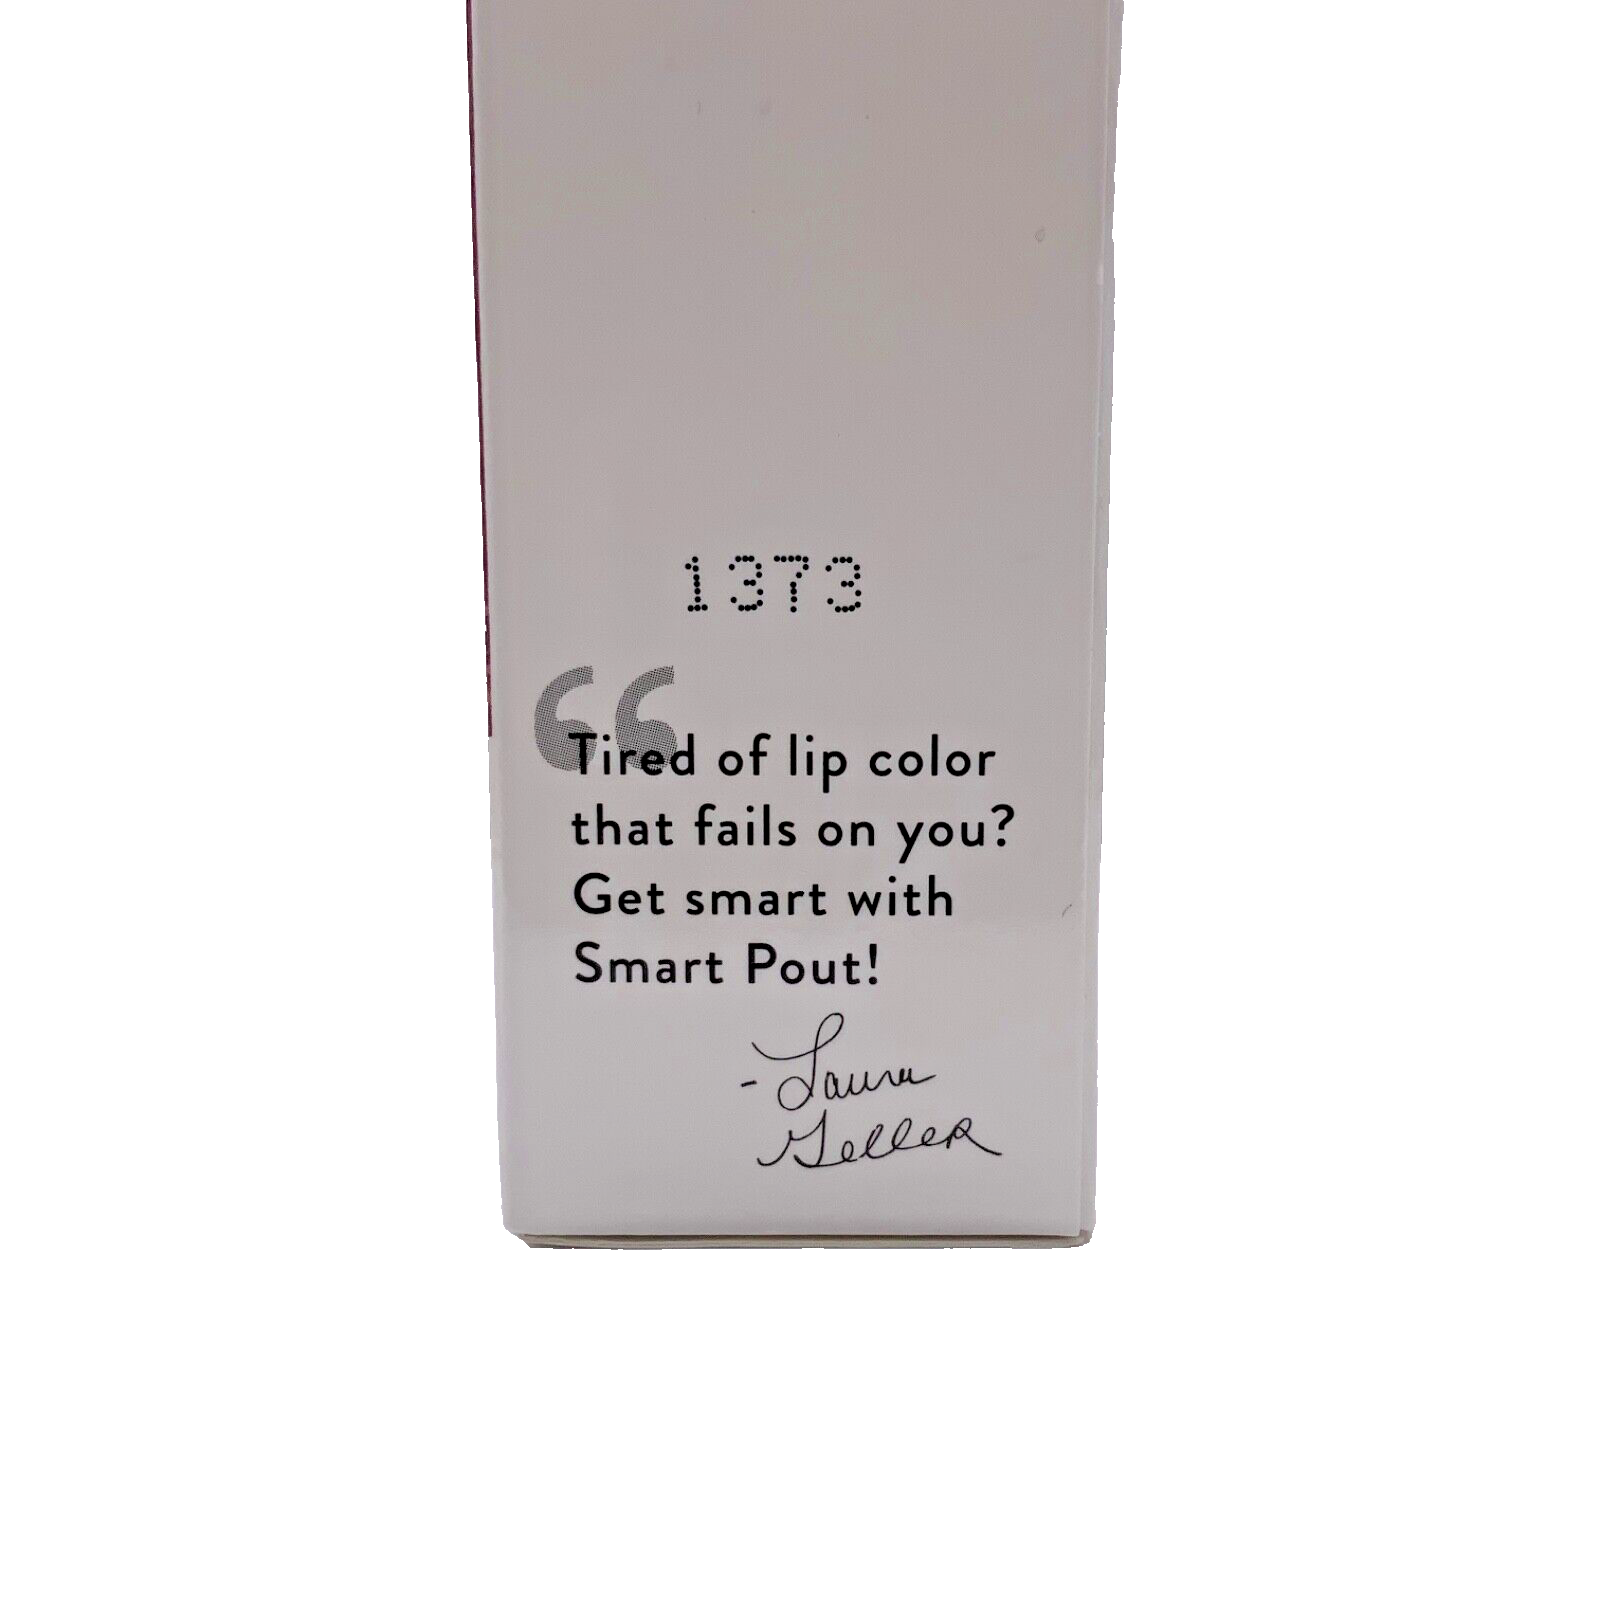 1373
“Tired of lip color
that fails on you?
Get smart with
Smart Pout!
- Laura
Geller